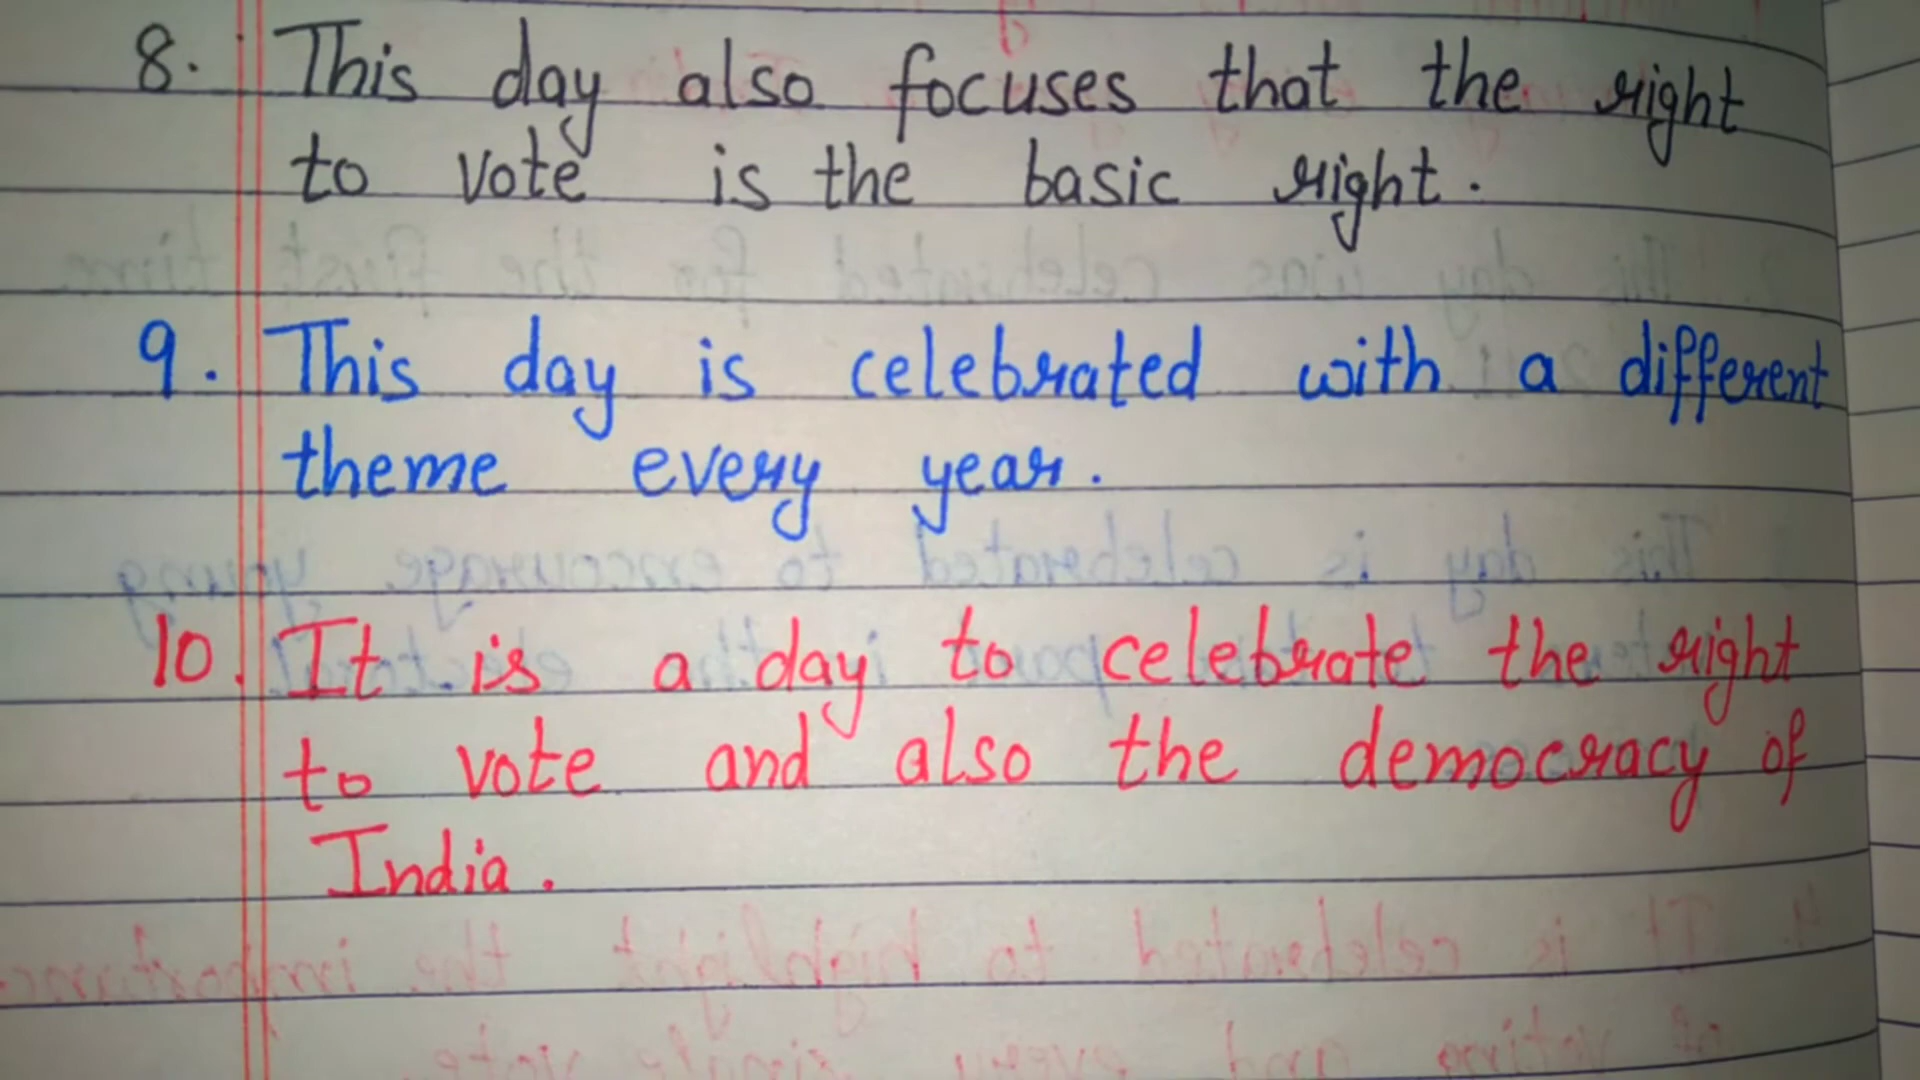 8. This day also focuses that the right
to vote is the basic right.
9. This day is celebrated with a different
theme every year.
10. It is a day to celebrate the right
to vote and also the democracy of
India.